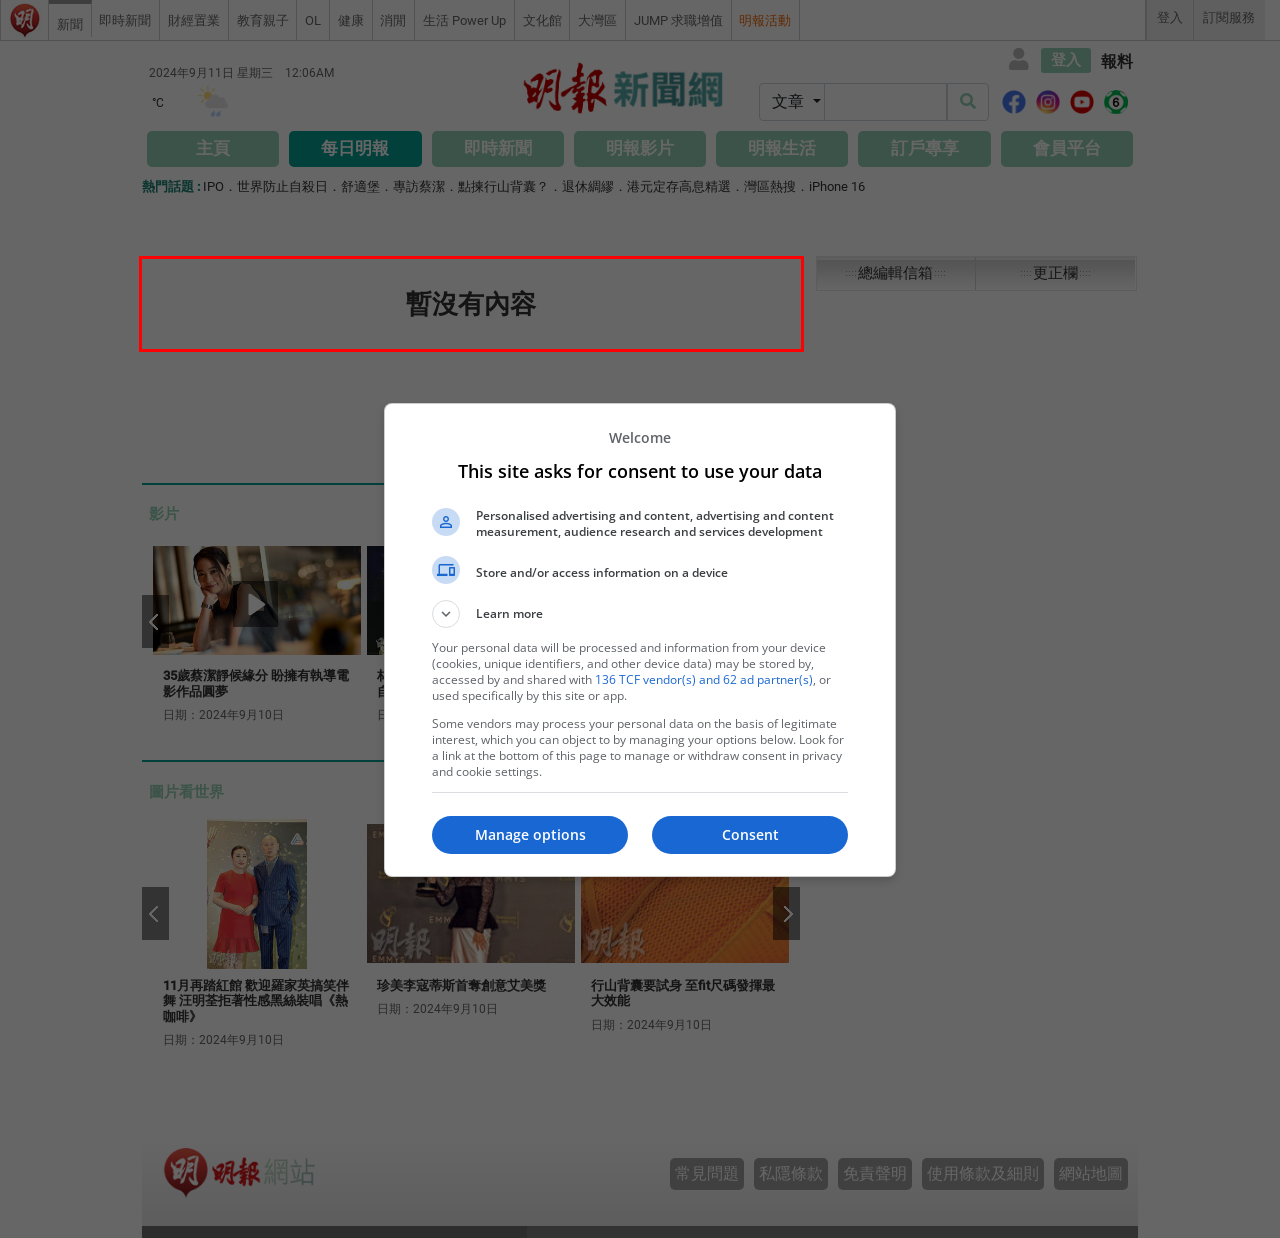 新聞 即時新聞 財經置業 教育親子 OL 健康 消閒 生活 Power Up 文化館 大灣區 JUMP 求職增值 明報活動 登入 訂閱服務
2024年9月11日 星期三 12:06AM
°C
明報 新聞網
登入 報料
文章
主頁 每日明報 即時新聞 明報影片 明報生活 訂戶專享 會員平台
熱門話題 : IPO．世界防止自殺日．舒適堡．專訪蔡潔．點揀行山背囊？．退休綢繆．港元定存高息精選．灣區熱搜．iPhone 16
暫沒有內容
總編輯信箱 更正欄
Welcome
This site asks for consent to use your data
Personalised advertising and content, advertising and content
measurement, audience research and services development
Store and/or access information on a device
Learn more
Your personal data will be processed and information from your device
(cookies, unique identifiers, and other device data) may be stored by,
accessed by and shared with 136 TCF vendor(s) and 62 ad partner(s), or
used specifically by this site or app.
Some vendors may process your personal data on the basis of legitimate
interest, which you can object to by managing your options below. Look for
a link at the bottom of this page to manage or withdraw consent in privacy
and cookie settings.
Manage options Consent
影片
35歲蔡潔靜候緣分 盼擁有執導電
影作品圓夢
日期：2024年9月10日
圖片看世界
11月再踏紅館 歡迎羅家英搞笑伴
舞 汪明荃拒著性感黑絲裝唱《熱
咖啡》
日期：2024年9月10日
明報
珍美李寇蒂斯首奪創意艾美獎
日期：2024年9月10日
明報
行山背囊要試身 至fit尺碼發揮最
大效能
日期：2024年9月10日
明 明報網站
常見問題 私隱條款 免責聲明 使用條款及細則 網站地圖